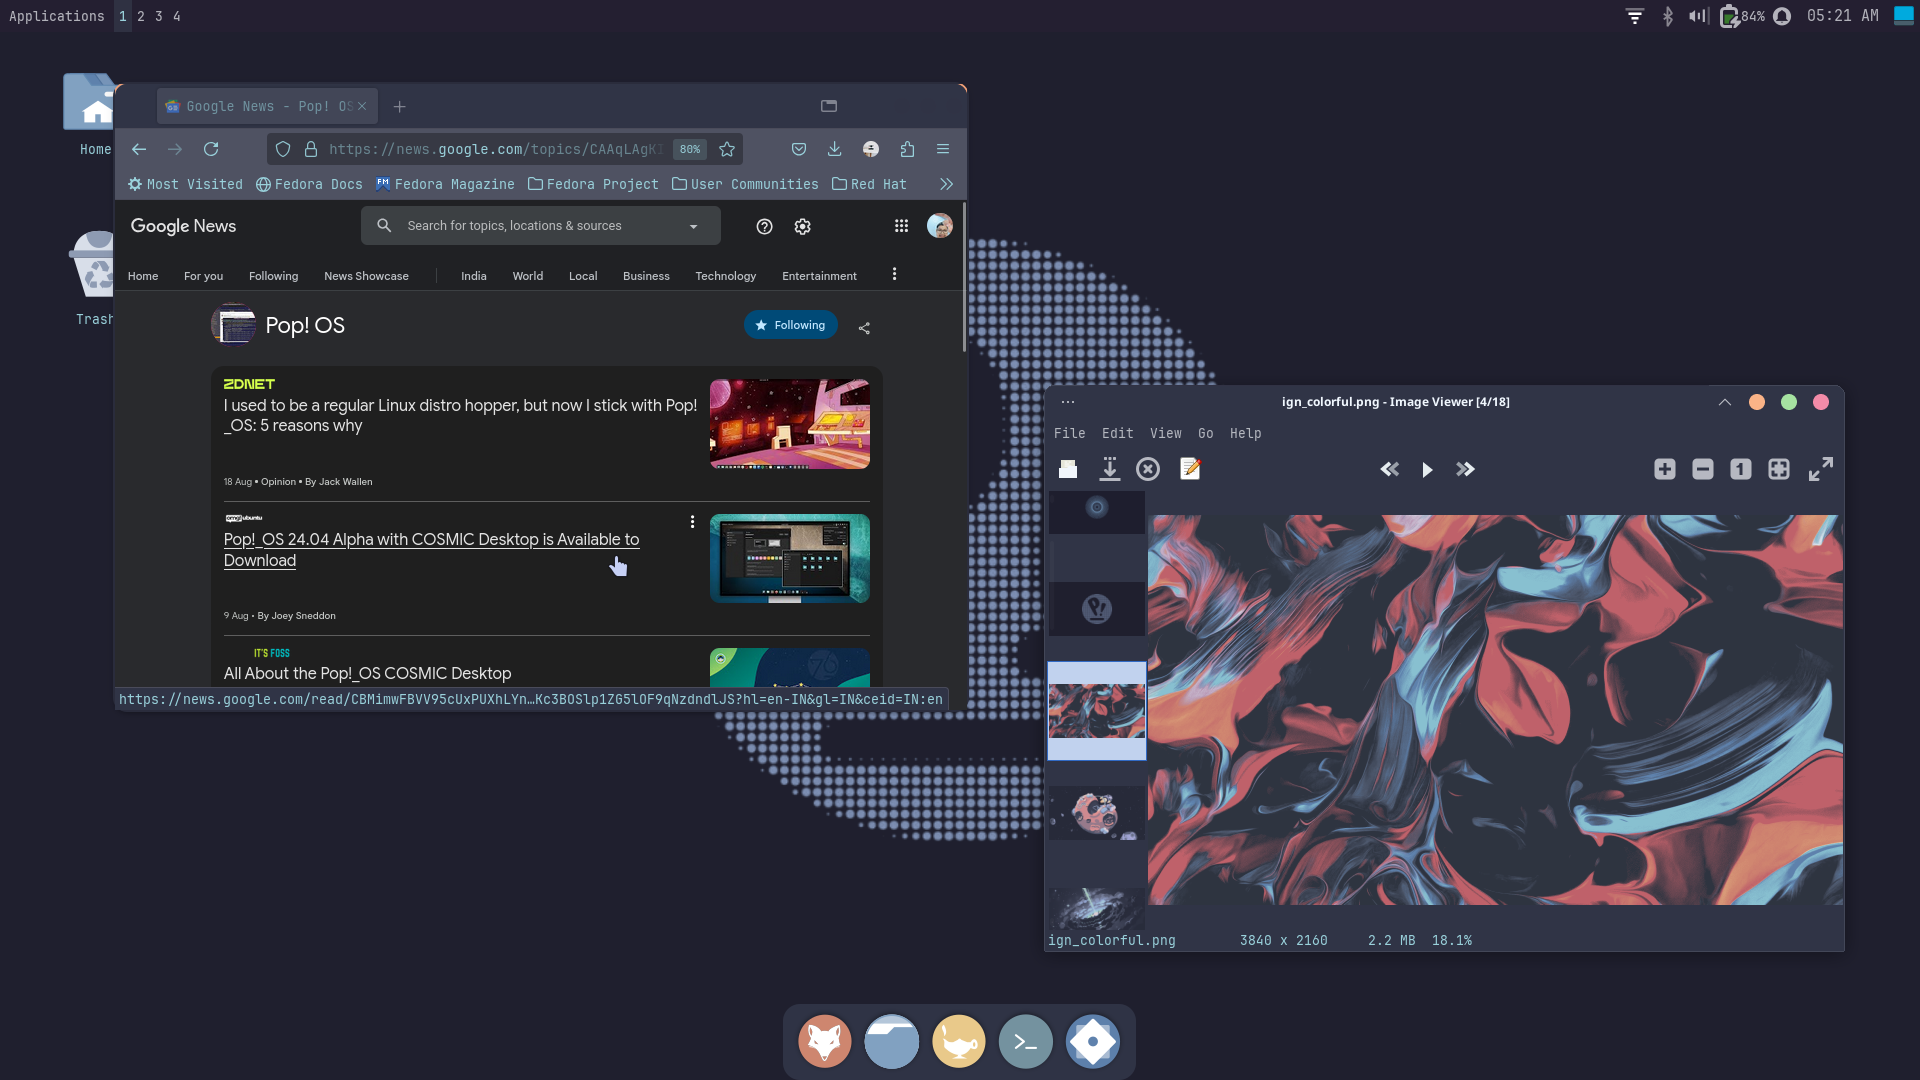 Applications 1 2 3 4
84% 05:21 AM
Home
Trash
Google News - Pop! OS
https://news.google.com/topics/CAAqLAgKI
80%
Most Visited Fedora Docs Fedora Magazine Fedora Project User Communities Red Hat
Google News
Search for topics, locations & sources
Home For you Following News Showcase India World Local Business Technology Entertainment
Pop! OS
Following
ZDNET
I used to be a regular Linux distro hopper, but now I stick with Pop!
_OS: 5 reasons why
18 Aug • Opinion • By Jack Wallen
omg! ubuntu
Pop!_OS 24.04 Alpha with COSMIC Desktop is Available to
Download
9 Aug • By Joey Sneddon
IT'S FOSS
All About the Pop!_OS COSMIC Desktop
https://news.google.com/read/CBMimwFBVV95cUxPUXhLYn…Kc3BOSlp1ZG5lOF9qNzdndlJS?hl=en-IN&gl=IN&ceid=IN:en
ign_colorful.png - Image Viewer [4/18]
File Edit View Go Help
1
P!
ign_colorful.png 3840 x 2160 2.2 MB 18.1%